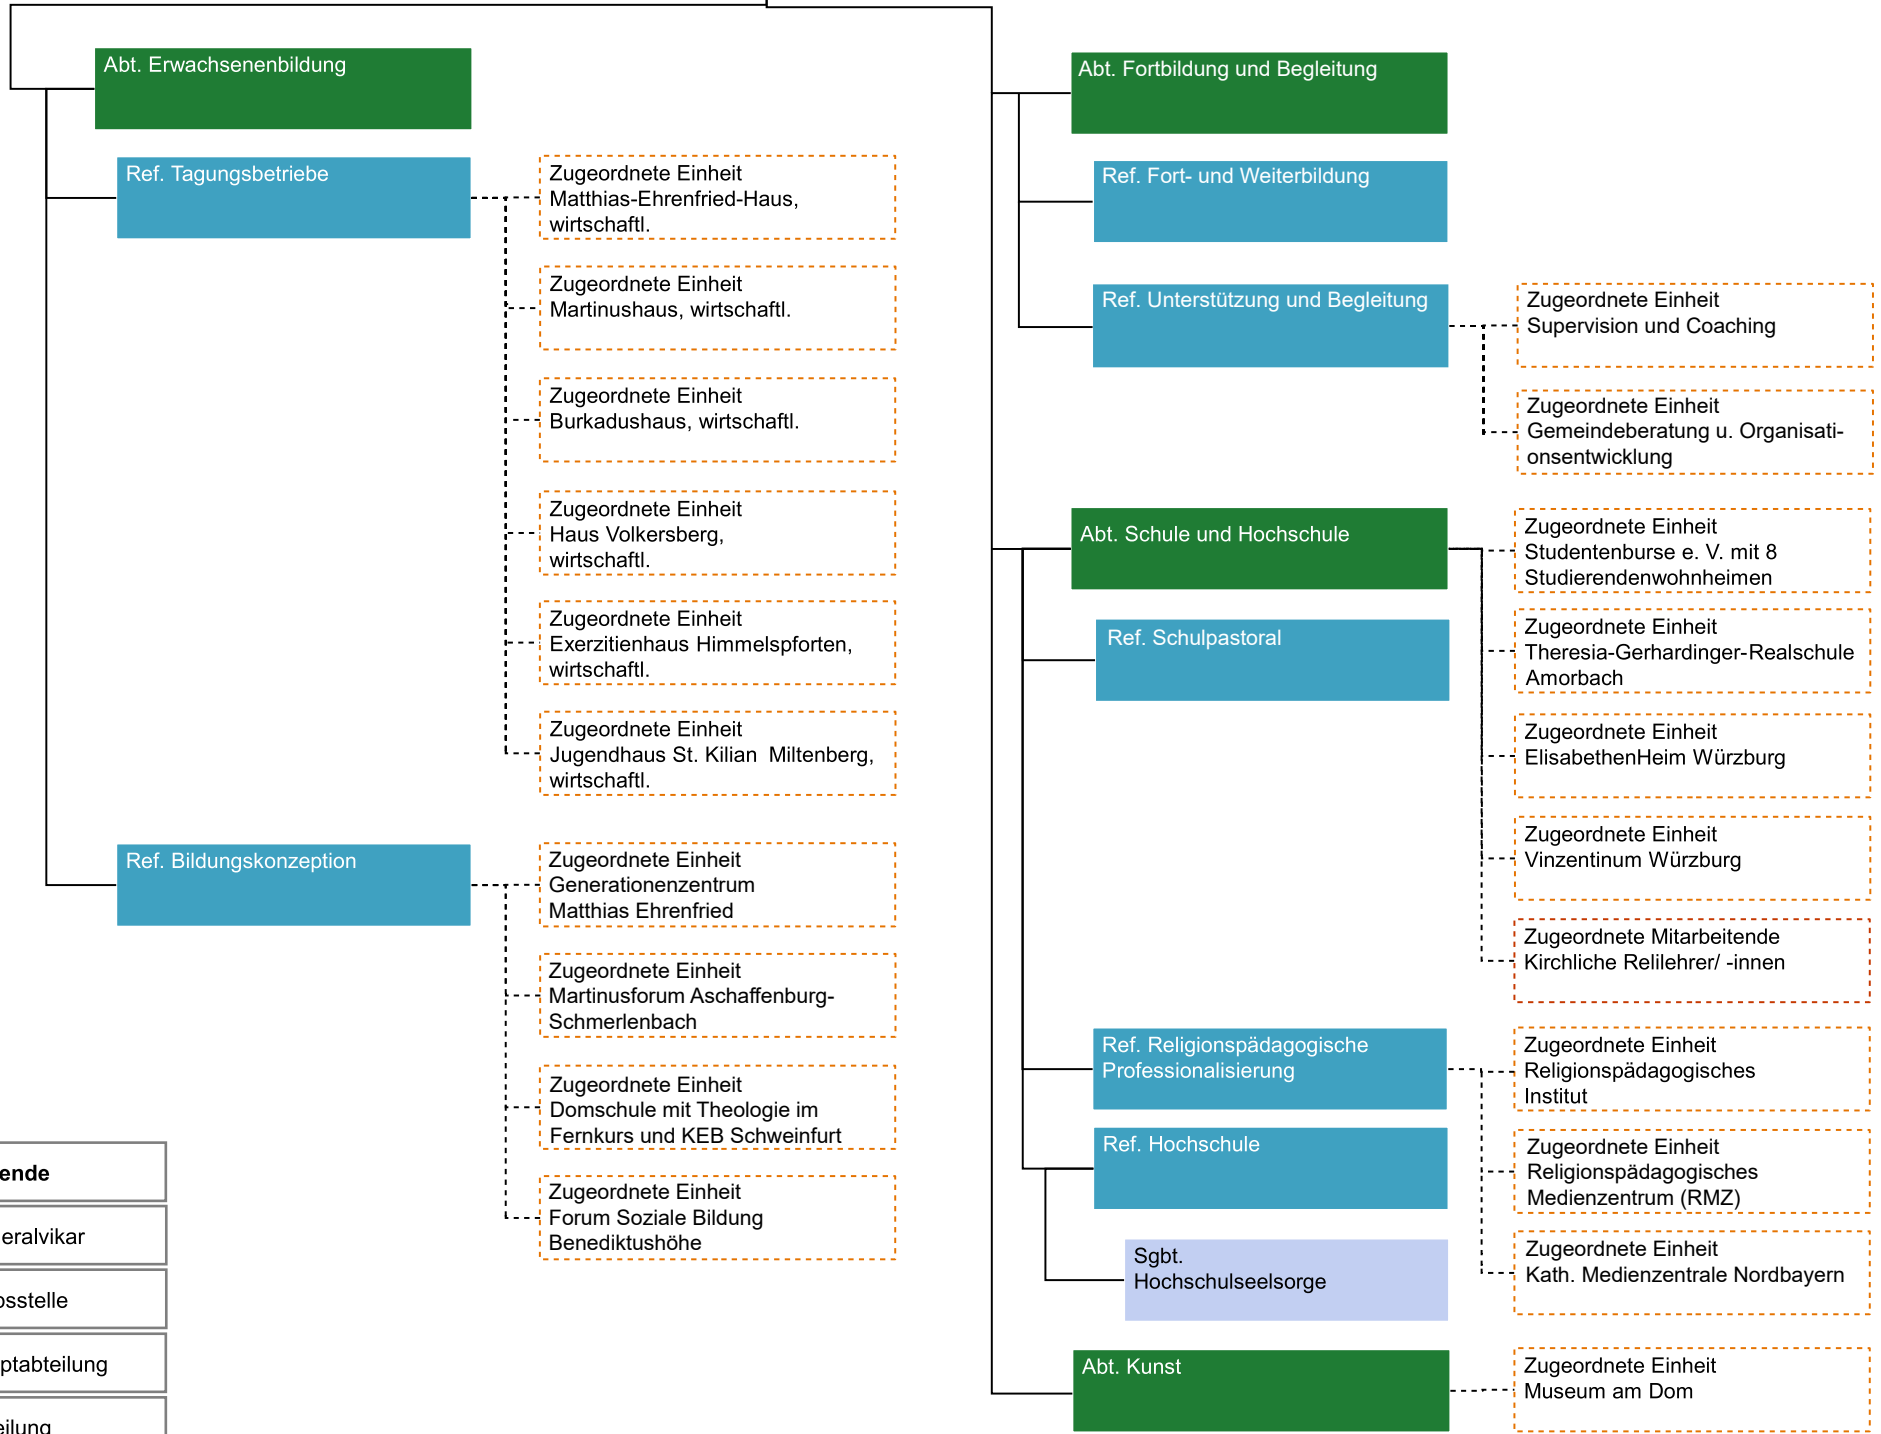 Abt. Erwachsenenbildung
Ref. Tagungsbetriebe
Zugeordnete Einheit
Matthias-Ehrenfried-Haus,
wirtschaftl.
Zugeordnete Einheit
Martinushaus, wirtschaftl.
Zugeordnete Einheit
Burkadushaus, wirtschaftl.
Zugeordnete Einheit
Haus Volkersberg,
wirtschaftl.
Zugeordnete Einheit
Exerzitienhaus Himmelspforten,
wirtschaftl.
Zugeordnete Einheit
Jugendhaus St. Kilian  Miltenberg,
wirtschaftl.
Ref. Bildungskonzeption
Zugeordnete Einheit
Generationenzentrum
Matthias Ehrenfried
Zugeordnete Einheit
Martinusforum Aschaffenburg-
Schmerlenbach
Zugeordnete Einheit
Domschule mit Theologie im
Fernkurs und KEB Schweinfurt
Zugeordnete Einheit
Forum Soziale Bildung
Benediktushöhe
ende
eralvikar
sstelle
ptabteilung
eilung
Abt. Fortbildung und Begleitung
Ref. Fort- und Weiterbildung
Ref. Unterstützung und Begleitung
Zugeordnete Einheit
Supervision und Coaching
Zugeordnete Einheit
Gemeindeberatung u. Organisati-
onsentwicklung
Abt. Schule und Hochschule
Zugeordnete Einheit
Studentenburse e. V. mit 8
Studierendenwohnheimen
Zugeordnete Einheit
Theresia-Gerhardinger-Realschule
Amorbach
Zugeordnete Einheit
ElisabethenHeim Würzburg
Zugeordnete Einheit
Vinzentinum Würzburg
Zugeordnete Mitarbeitende
Kirchliche Relilehrer/ -innen
Ref. Schulpastoral
Ref. Religionspädagogische
Professionalisierung
Zugeordnete Einheit
Religionspädagogisches
Institut
Zugeordnete Einheit
Religionspädagogisches
Medienzentrum (RMZ)
Zugeordnete Einheit
Kath. Medienzentrale Nordbayern
Ref. Hochschule
Sgbt.
Hochschulseelsorge
Abt. Kunst
Zugeordnete Einheit
Museum am Dom